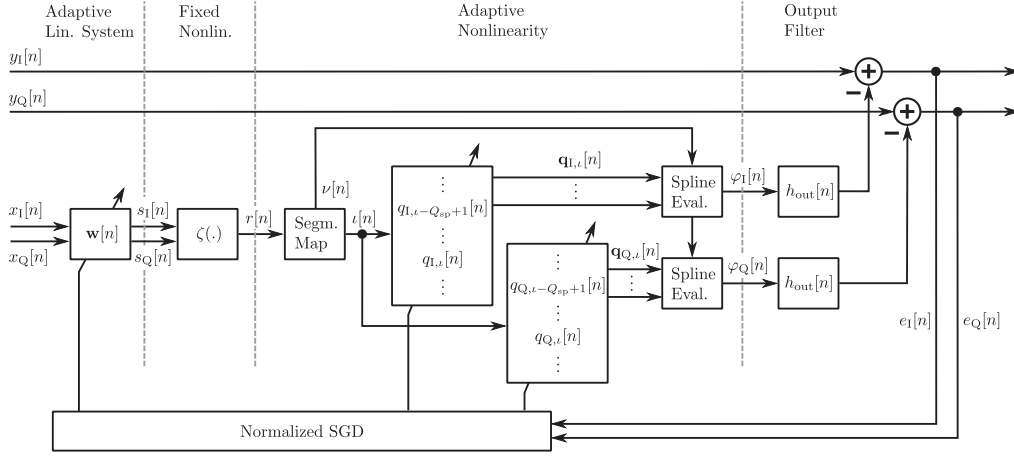 Adaptive
Lin. System
Fixed
Nonlin.
Adaptive
Nonlinearity
Output
Filter
y_I[n]
y_Q[n]
x_I[n]
x_Q[n]
w[n]
s_I[n]
s_Q[n]
ζ(.)
r[n]
Segm.
Map
ν[n]
ι[n]
⋮
q_{I,ι−Q_sp+1}[n]
⋮
q_{I,ι}[n]
⋮
⋮
q_{Q,ι−Q_sp+1}[n]
⋮
q_{Q,ι}[n]
⋮
q_{I,ι}[n]
⋮
q_{Q,ι}[n]
⋮
Spline
Eval.
Spline
Eval.
φ_I[n]
φ_Q[n]
h_out[n]
h_out[n]
+
−
+
−
e_I[n]
e_Q[n]
Normalized SGD